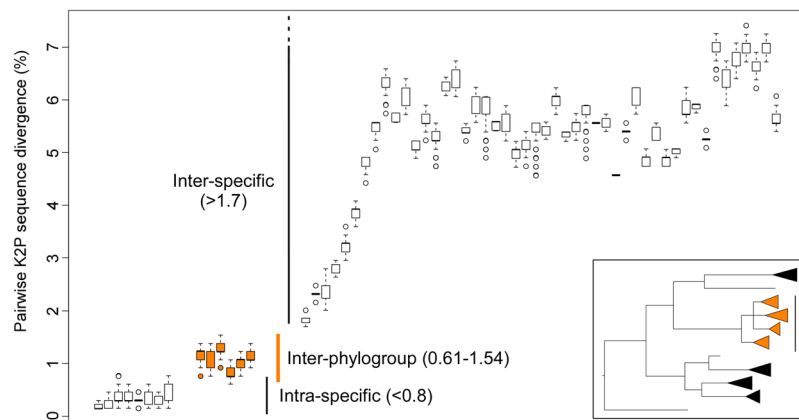 Pairwise K2P sequence divergence (%)
7
6
5
4
3
2
1
0
Inter-specific
(>1.7)
Inter-phylogroup (0.61-1.54)
Intra-specific (<0.8)